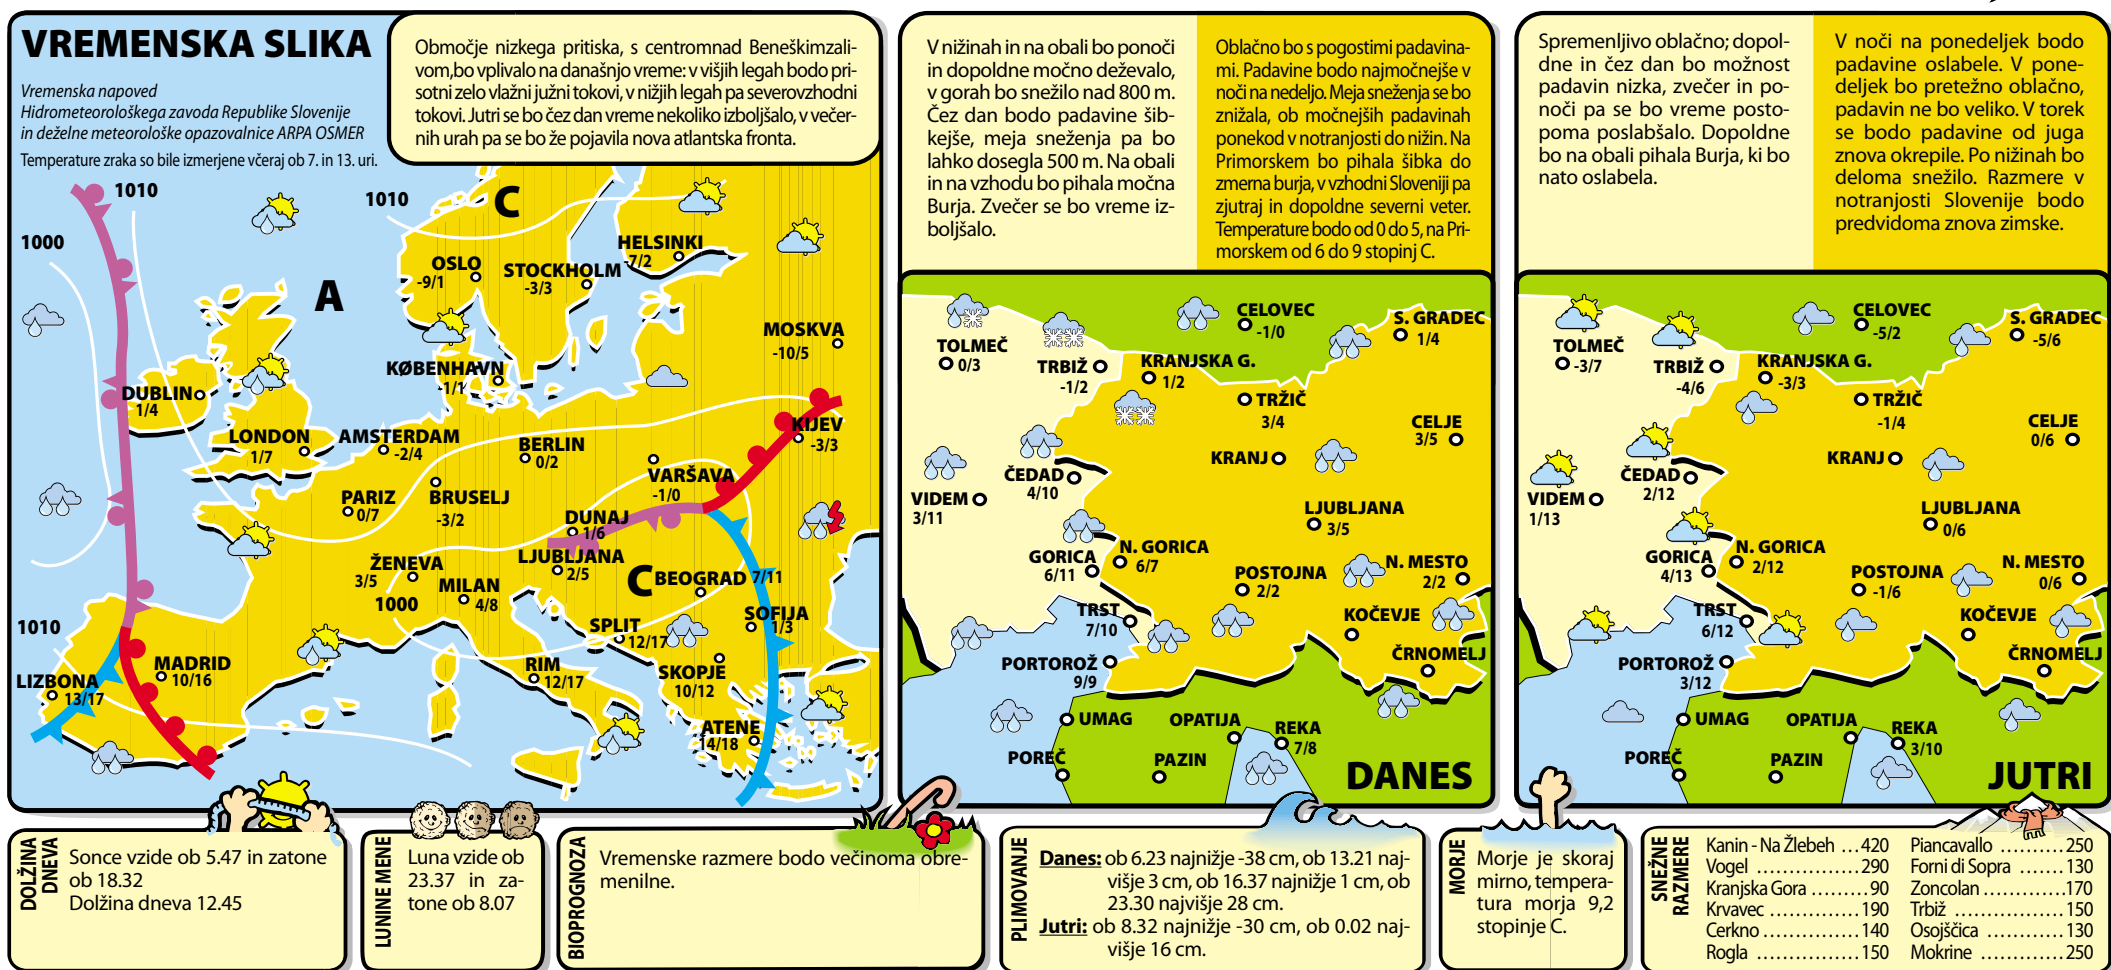 VREMENSKA SLIKA
Vremenska napoved
Hidrometeorološkega zavoda Republike Slovenije
in deželne meteorološke opazovalnice ARPA OSMER
Temperature zraka so bile izmerjene včeraj ob 7. in 13. uri.
Območje nizkega pritiska, s centromnad Beneškimzali-
vom,bo vplivalo na današnjo vreme: v višjih legah bodo pri-
sotni zelo vlažni južni tokovi, v nižjih legah pa severovzhodni
tokovi. Jutri se bo čez dan vreme nekoliko izboljšalo, v večer-
nih urah pa se bo že pojavila nova atlantska fronta.
1010
1010
1000
C
A
HELSINKI
-7/2
OSLO
-9/1
STOCKHOLM
-3/3
MOSKVA
-10/5
KØBENHAVN
-1/1
DUBLIN
1/4
LONDON
1/7
AMSTERDAM
-2/4
BERLIN
0/2
KIJEV
-3/3
VARŠAVA
-1/0
PARIZ
0/7
BRUSELJ
-3/2
DUNAJ
1/6
LJUBLJANA
2/5
ŽENEVA
3/5
MILAN
4/8
1000
C
BEOGRAD 7/11
SOFIJA
1/3
1010
SPLIT
12/17
MADRID
10/16
RIM
12/17
SKOPJE
10/12
LIZBONA
13/17
ATENE
14/18
V nižinah in na obali bo ponoči
in dopoldne močno deževalo,
v gorah bo snežilo nad 800 m.
Čez dan bodo padavine šib-
kejše, meja sneženja pa bo
lahko dosegla 500 m. Na obali
in na vzhodu bo pihala močna
Burja. Zvečer se bo vreme iz-
boljšalo.
Oblačno bo s pogostimi padavina-
mi. Padavine bodo najmočnejše v
noči na nedeljo. Meja sneženja se bo
znižala, ob močnejših padavinah
ponekod v notranjosti do nižin. Na
Primorskem bo pihala šibka do
zmerna burja, v vzhodni Sloveniji pa
zjutraj in dopoldne severni veter.
Temperature bodo od 0 do 5, na Pri-
morskem od 6 do 9 stopinj C.
CELOVEC
-1/0
S. GRADEC
1/4
TOLMEČ
0/3
TRBIŽ
-1/2
KRANJSKA G.
1/2
TRŽIČ
3/4
CELJE
3/5
KRANJ
ČEDAD
4/10
VIDEM
3/11
LJUBLJANA
3/5
GORICA
6/11
N. GORICA
6/7
POSTOJNA
2/2
N. MESTO
2/2
TRST
7/10
KOČEVJE
PORTOROŽ
9/9
ČRNOMELJ
UMAG
OPATIJA
REKA
7/8
POREČ
PAZIN
DANES
Spremenljivo oblačno; dopol-
dne in čez dan bo možnost
padavin nizka, zvečer in po-
noči pa se bo vreme posto-
poma poslabšalo. Dopoldne
bo na obali pihala Burja, ki bo
nato oslabela.
V noči na ponedeljek bodo
padavine oslabele. V pone-
deljek bo pretežno oblačno,
padavin ne bo veliko. V torek
se bodo padavine od juga
znova okrepile. Po nižinah bo
deloma snežilo. Razmere v
notranjosti Slovenije bodo
predvidoma znova zimske.
CELOVEC
-5/2
S. GRADEC
-5/6
TOLMEČ
-3/7
TRBIŽ
-4/6
KRANJSKA G.
-3/3
TRŽIČ
-1/4
CELJE
0/6
KRANJ
ČEDAD
2/12
VIDEM
1/13
LJUBLJANA
0/6
GORICA
4/13
N. GORICA
2/12
POSTOJNA
-1/6
N. MESTO
0/6
TRST
6/12
KOČEVJE
PORTOROŽ
3/12
ČRNOMELJ
UMAG
OPATIJA
REKA
3/10
POREČ
PAZIN
JUTRI
DOLŽINA
DNEVA
Sonce vzide ob 5.47 in zatone
ob 18.32
Dolžina dneva 12.45
LUNINE MENE
Luna vzide ob
23.37 in za-
tone ob 8.07
BIOPROGNOZA
Vremenske razmere bodo večinoma obre-
menilne.
PLIMOVANJE
Danes: ob 6.23 najnižje -38 cm, ob 13.21 naj-
višje 3 cm, ob 16.37 najnižje 1 cm, ob
23.30 najvišje 28 cm.
Jutri: ob 8.32 najnižje -30 cm, ob 0.02 naj-
višje 16 cm.
MORJE
Morje je skoraj
mirno, tempera-
tura morja 9,2
stopinje C.
SNEŽNE
RAZMERE
Kanin - Na Žlebeh ...420
Vogel ..................290
Kranjska Gora .........90
Krvavec ...............190
Cerkno ................140
Rogla .................150
Piancavallo ...........250
Forni di Sopra .......130
Zoncolan ..............170
Trbiž ..................150
Osojščica .............130
Mokrine ...............250